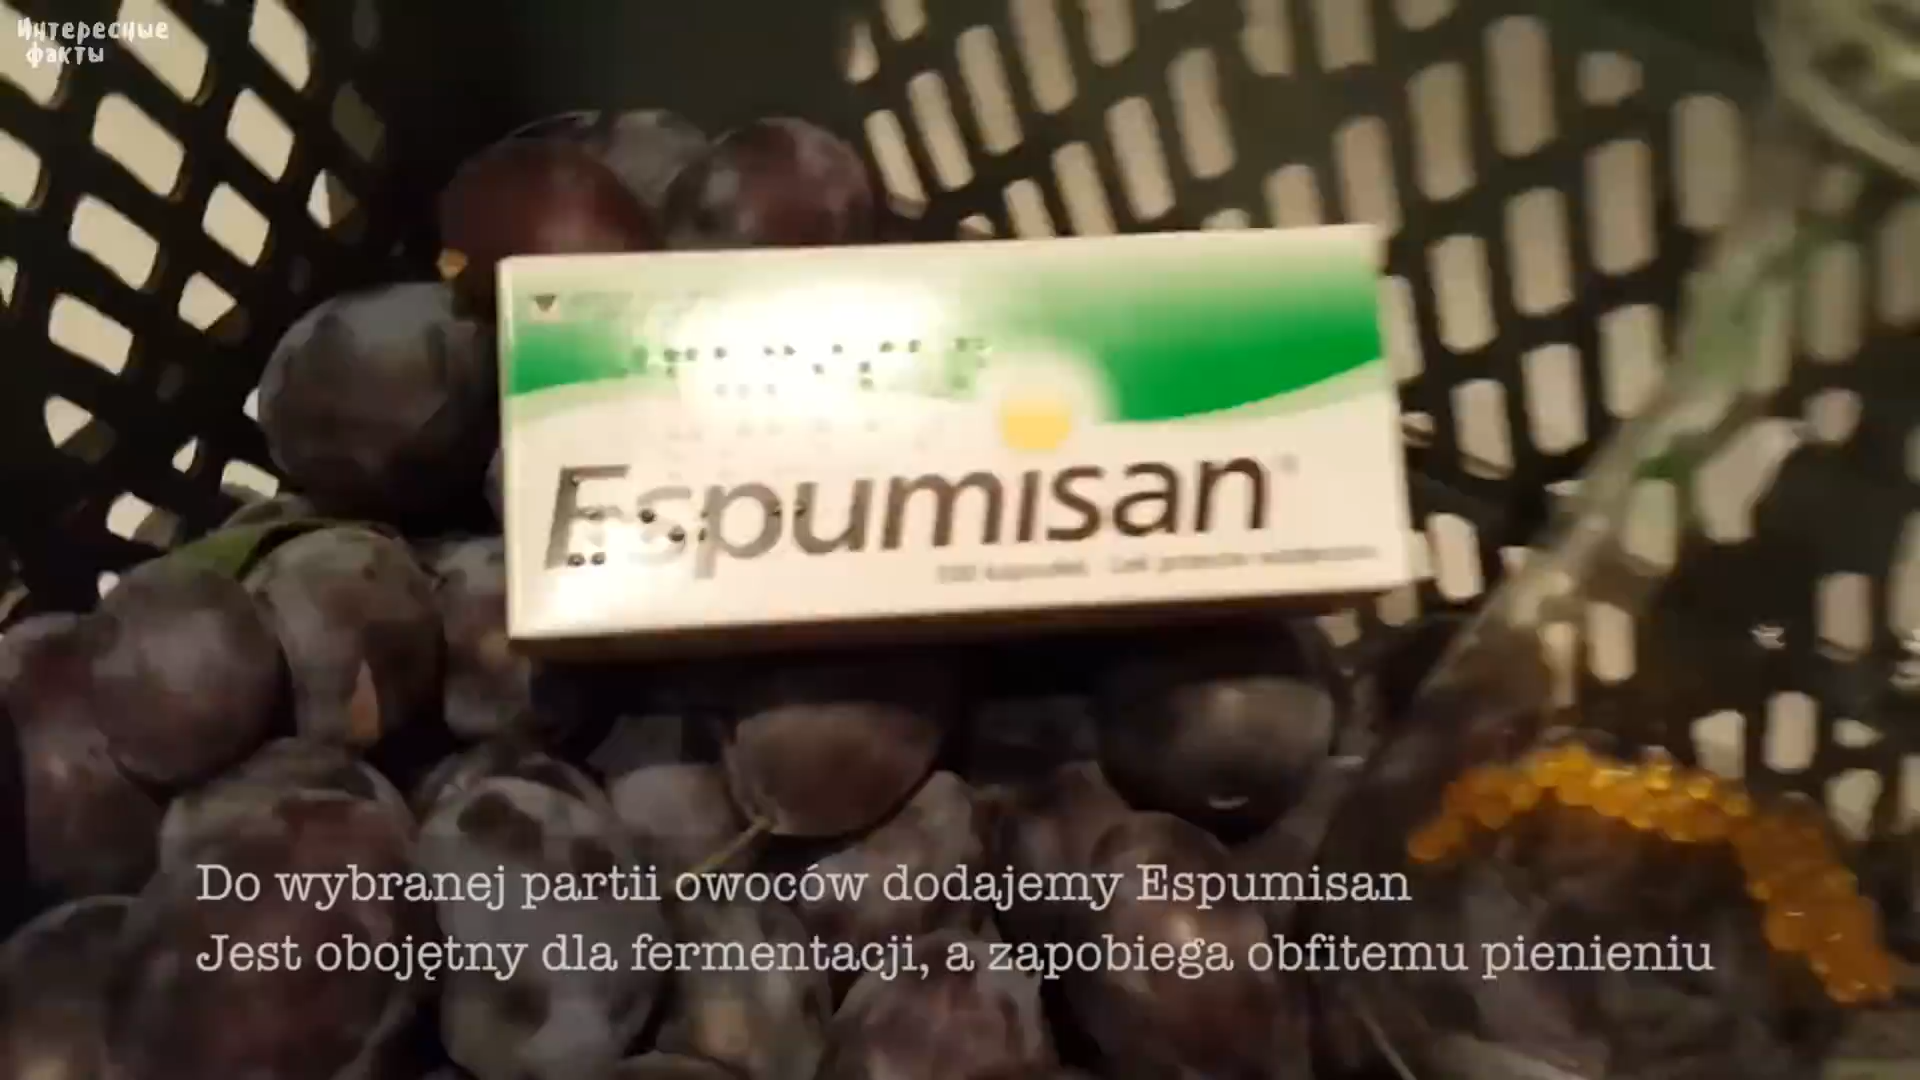 Интересные
факты
Espumisan
Do wybranej partii owoców dodajemy Espumisan
Jest obojętny dla fermentacji, a zapobiega obfitemu pienieniu